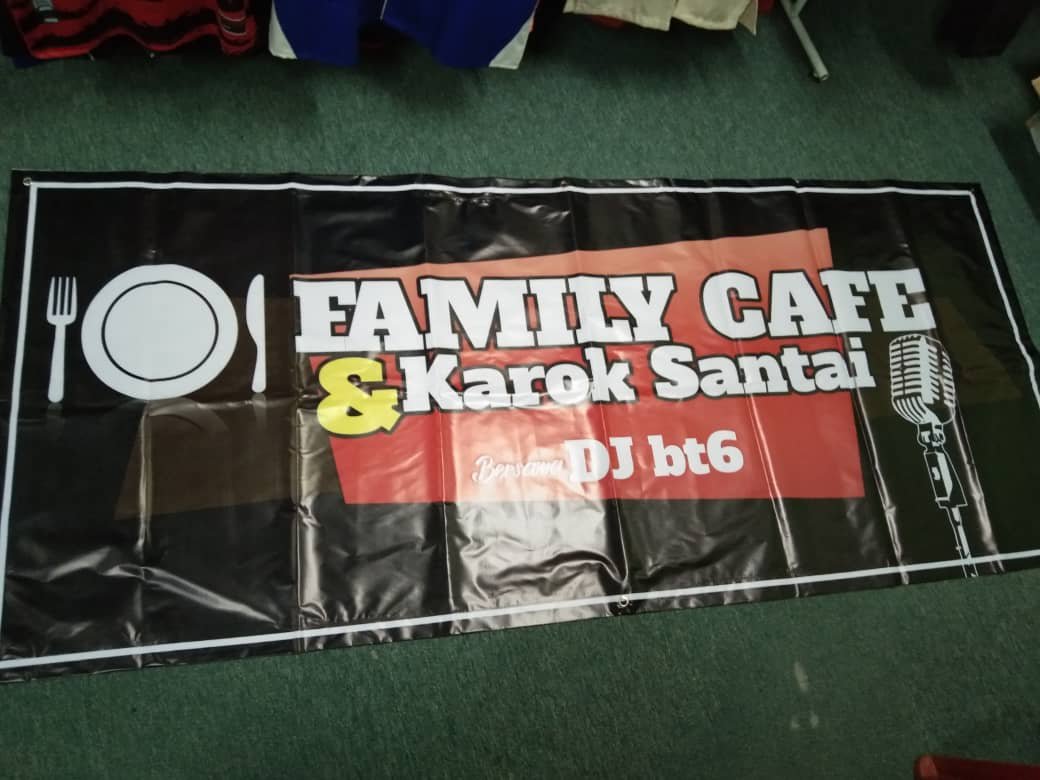 FAMILY CAFE
& Karok Santai
Bersama DJ bt6